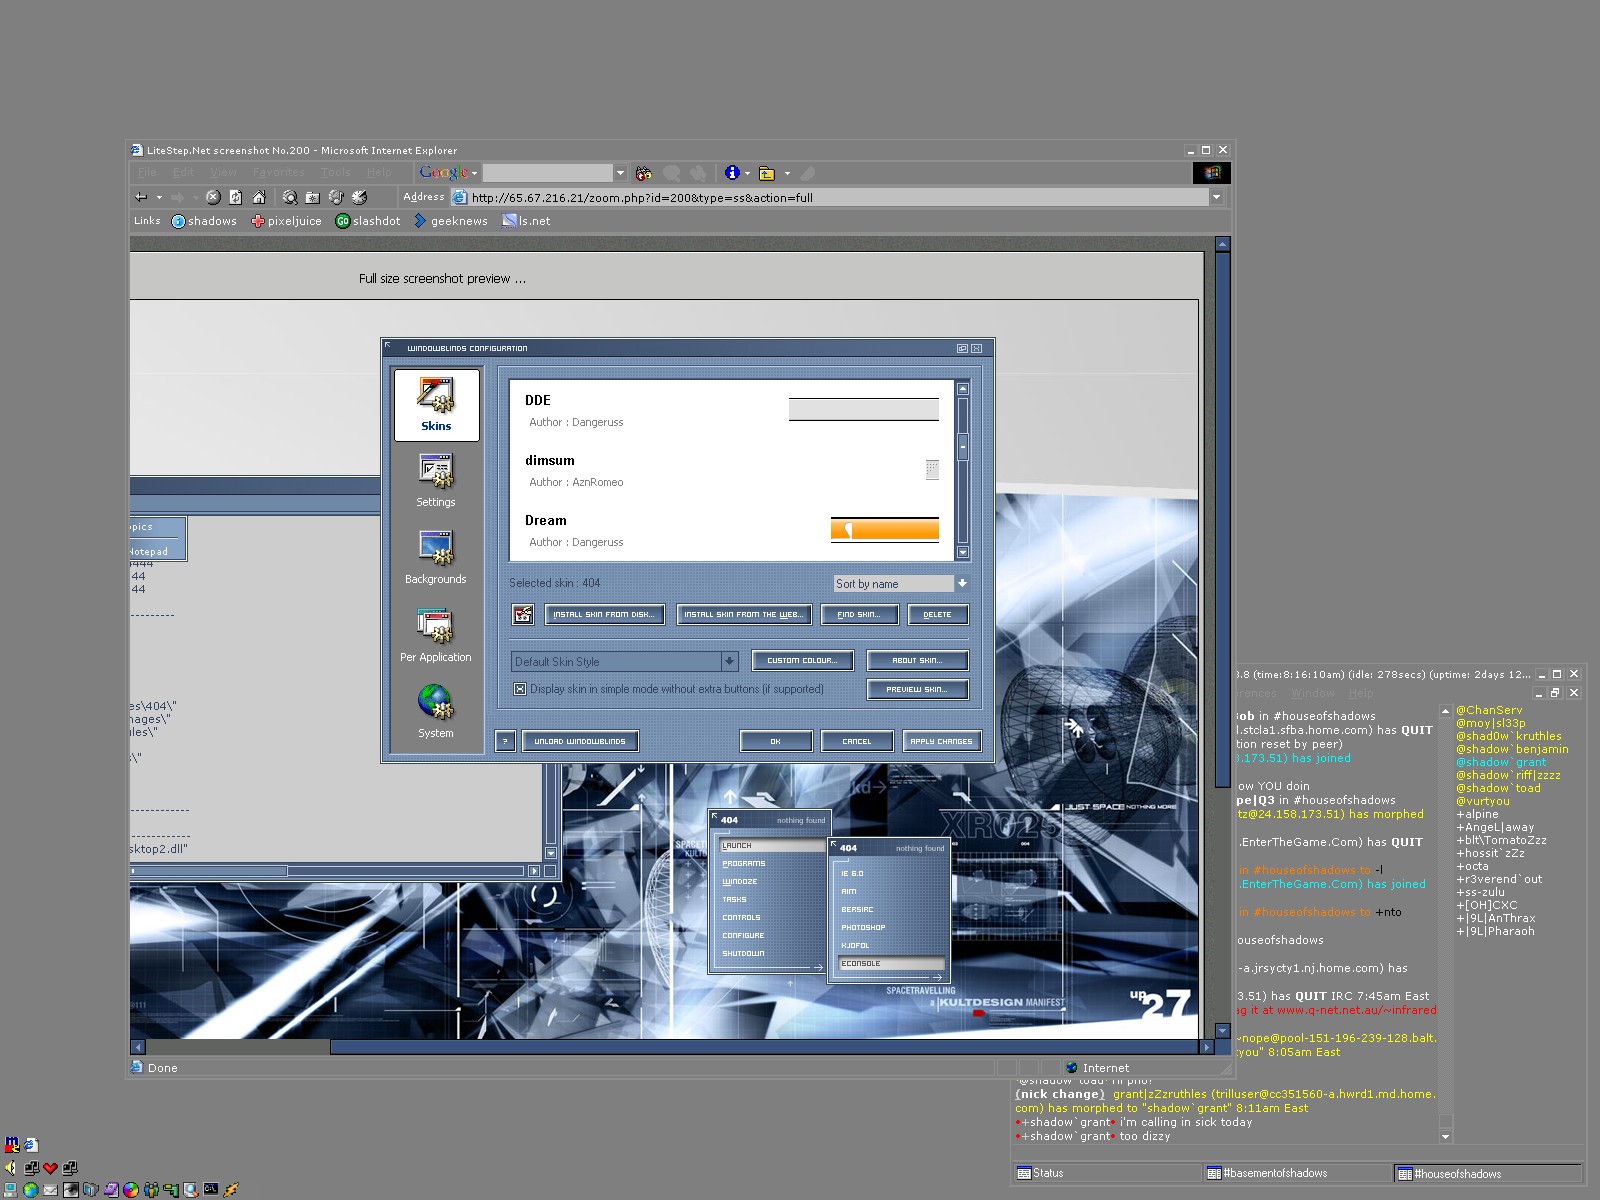 LiteStep.Net screenshot No.200 - Microsoft Internet Explorer
File Edit View Favorites Tools Help
Google
Address http://65.67.216.21/zoom.php?id=200&type=ss&action=full
Links shadows pixeljuice Go slashdot geeknews ls.net
Full size screenshot preview ...
WINDOWBLINDS CONFIGURATION
Skins
Settings
Backgrounds
Per Application
System
DDE
Author : Dangeruss
dimsum
Author : AznRomeo
Dream
Author : Dangeruss
Selected skin : 404
Sort by name
INSTALL SKIN FROM DISK... INSTALL SKIN FROM THE WEB... FIND SKIN... DELETE
Default Skin Style
CUSTOM COLOUR... ABOUT SKIN...
Display skin in simple mode without extra buttons (if supported)
PREVIEW SKIN...
? UNLOAD WINDOWBLINDS OK CANCEL APPLY CHANGES
opics
Notepad
4444
44
44
----------
es\404\"
mages\"
ules\"
\"
------------
------------
sktop2.dll"
JUST SPACE NOTHING MORE
XR025
003 004
404 nothing found
LAUNCH
PROGRAMS
WINDOZE
TASKS
CONTROLS
CONFIGURE
SHUTDOWN
404 nothing found
IE 6.0
AIM
BERSIRC
PHOTOSHOP
KJOFOL
ECONSOLE
SPACETRAVELLING
KULTDESIGN MANIFEST
up 27
Done
Internet
3.8 (time:8:16:10am) (idle: 278secs) (uptime: 2days 12...
erences Window Help
Bob in #houseofshadows
l.stcla1.sfba.home.com) has QUIT
tion reset by peer)
3.173.51) has joined
ow YOU doin
pe|Q3 in #houseofshadows
tz@24.158.173.51) has morphed
.EnterTheGame.Com) has QUIT
in #houseofshadows to -l
.EnterTheGame.Com) has joined
in #houseofshadows to +nto
ouseofshadows
-a.jrsycty1.nj.home.com) has
3.51) has QUIT IRC 7:45am East
ag it at www.q-net.net.au/~infrared
~nope@pool-151-196-239-128.balt.
:you" 8:05am East
(nick change) grant|zZzruthles (trilluser@cc351560-a.hwrd1.md.home.
com) has morphed to "shadow`grant" 8:11am East
•+shadow`grant• i'm calling in sick today
•+shadow`grant• too dizzy
@ChanServ
@moy|sl33p
@shad0w`kruthles
@shadow`benjamin
@shadow`grant
@shadow`riff|zzzz
@shadow`toad
@vurtyou
+alpine
+AngeL|away
+blt\TomatoZzz
+hossit`zZz
+octa
+r3verend`out
+ss-zulu
+[OH]CXC
+|9L|AnThrax
+|9L|Pharaoh
Status
#basementofshadows
#houseofshadows